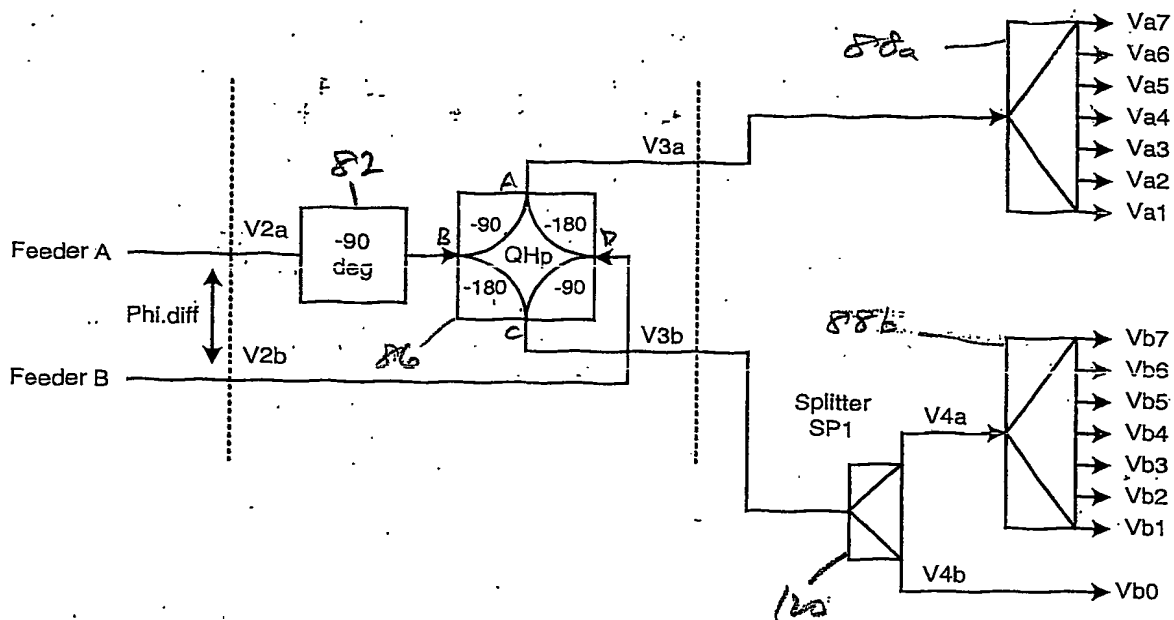 88a
Va7
Va6
Va5
Va4
Va3
Va2
Va1
V3a
82
A
-90
-180
B
QHp
D
-180
-90
C
86
Feeder A
V2a
-90
deg
Phi.diff
V2b
Feeder B
V3b
88b
Vb7
Vb6
Vb5
Vb4
Vb3
Vb2
Vb1
Splitter
SP1
V4a
V4b
Vb0
120